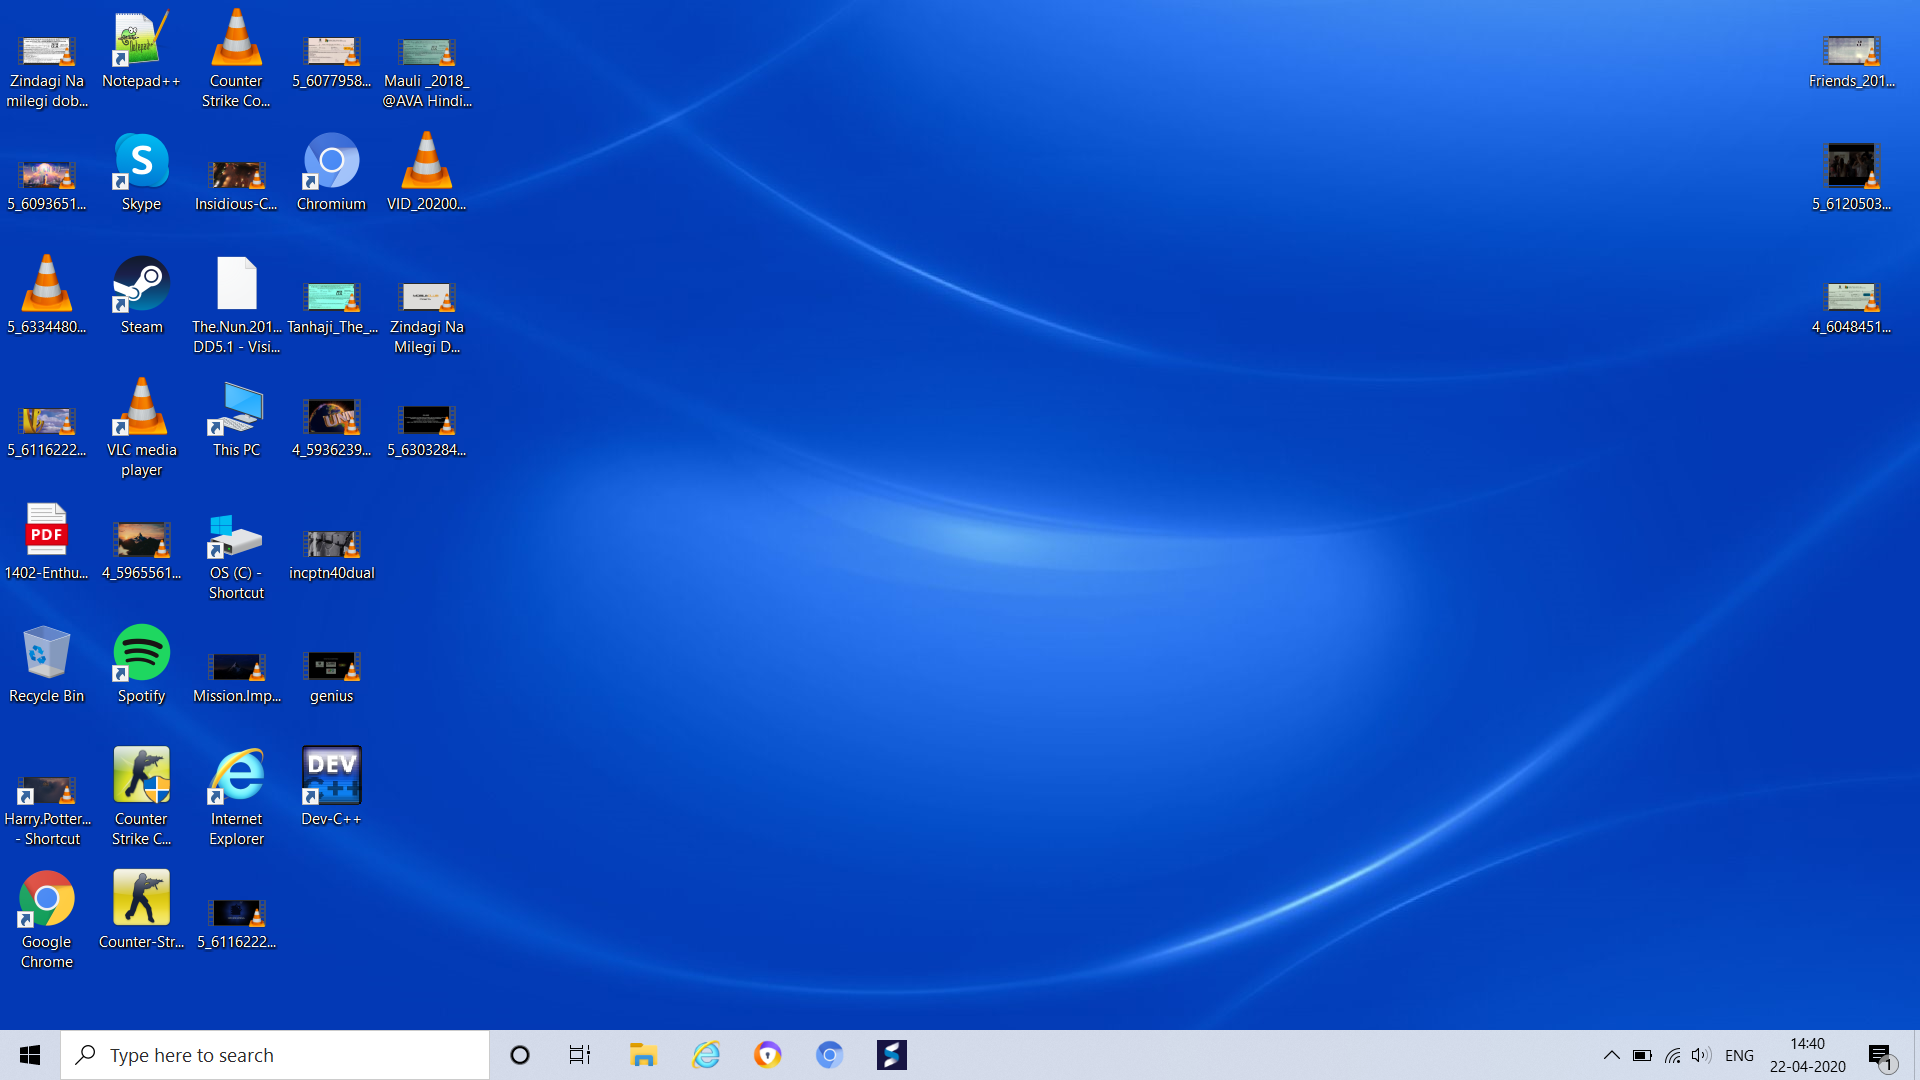 Zindagi Na
milegi dob...
Notepad++
Counter
Strike Co...
5_6077958...
Mauli _2018_
@AVA Hindi...
Friends_201...
5_6093651...
Skype
Insidious-C...
Chromium
VID_20200...
5_6120503...
5_6334480...
Steam
The.Nun.201...
DD5.1 - Visi...
Tanhaji_The_...
Zindagi Na
Milegi D...
4_6048451...
5_6116222...
VLC media
player
This PC
4_5936239...
5_6303284...
PDF
1402-Enthu...
4_5965561...
OS (C) -
Shortcut
incptn40dual
Recycle Bin
Spotify
Mission.Imp...
genius
Harry.Potter...
- Shortcut
Counter
Strike C...
Internet
Explorer
DEV
C++
Dev-C++
Google
Chrome
Counter-Str...
5_6116222...
Type here to search
ENG
14:40
22-04-2020
1